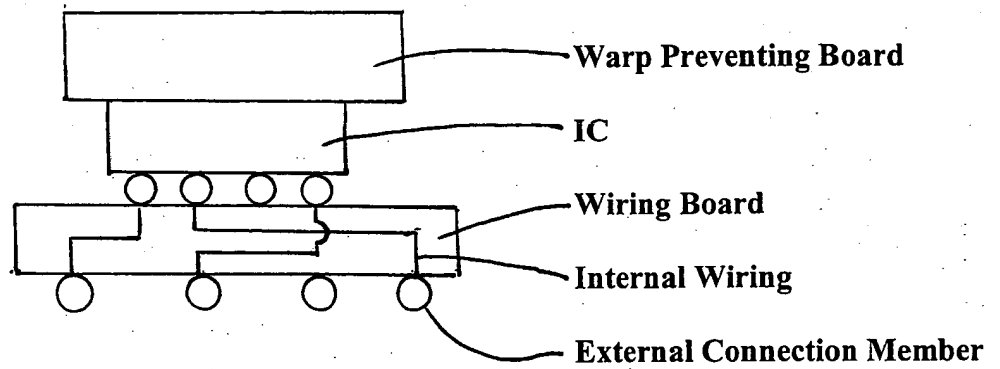 Warp Preventing Board
IC
Wiring Board
Internal Wiring
External Connection Member